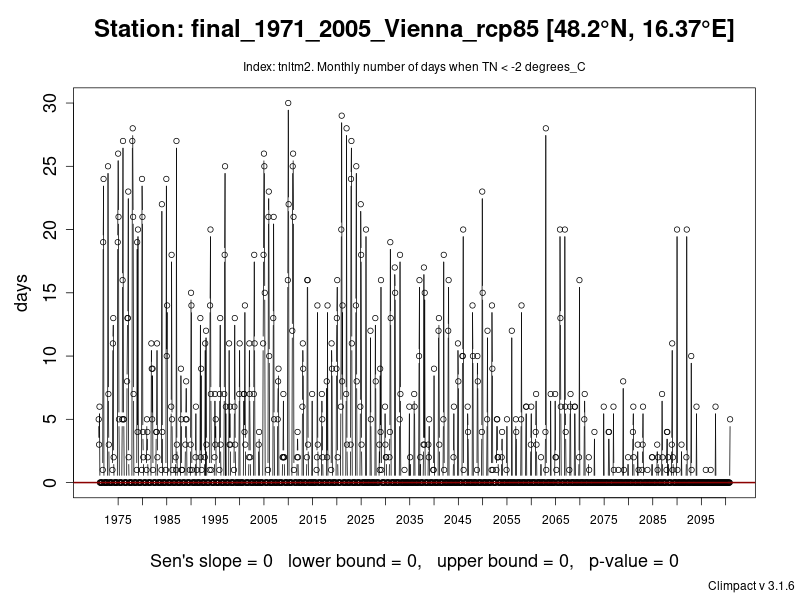 Station: final_1971_2005_Vienna_rcp85 [48.2°N, 16.37°E]
Index: tnltm2. Monthly number of days when TN < -2 degrees_C
days
30
25
20
15
10
5
0
1975 1985 1995 2005 2015 2025 2035 2045 2055 2065 2075 2085 2095
Sen's slope = 0 lower bound = 0, upper bound = 0, p-value = 0
Climpact v 3.1.6